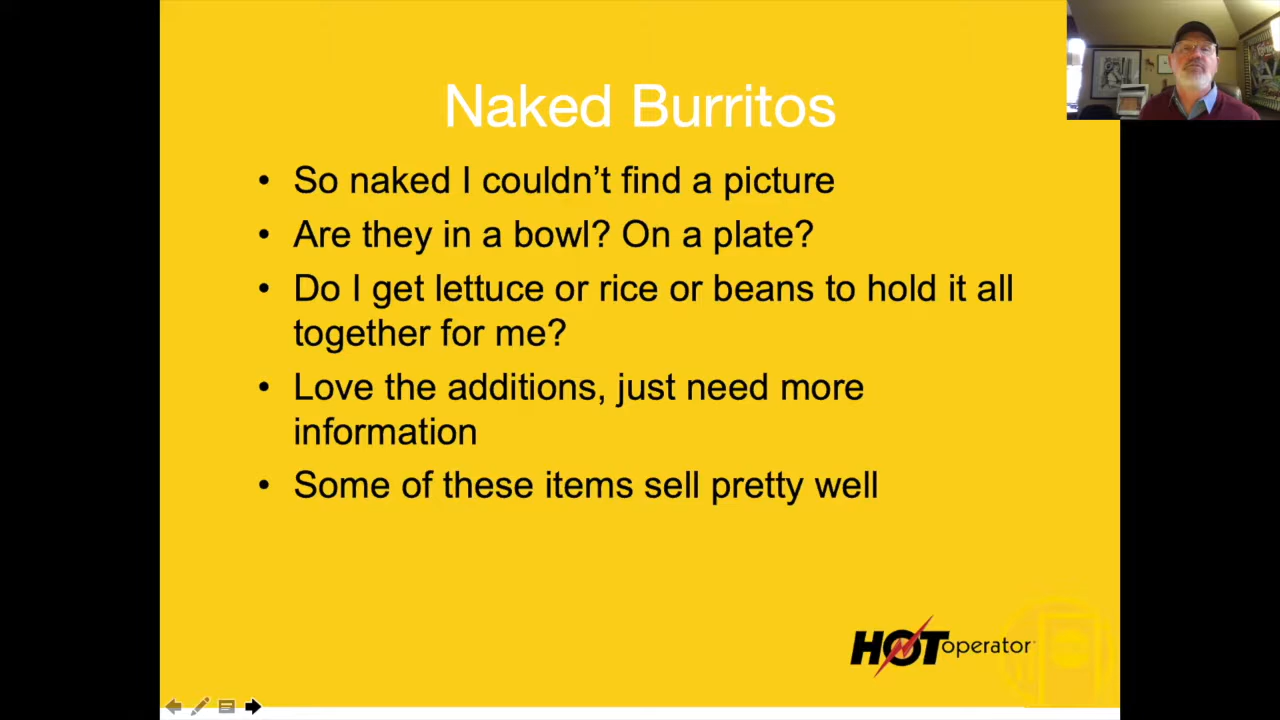 Naked Burritos
• So naked I couldn’t find a picture
• Are they in a bowl? On a plate?
• Do I get lettuce or rice or beans to hold it all
together for me?
• Love the additions, just need more
information
• Some of these items sell pretty well
HOToperator